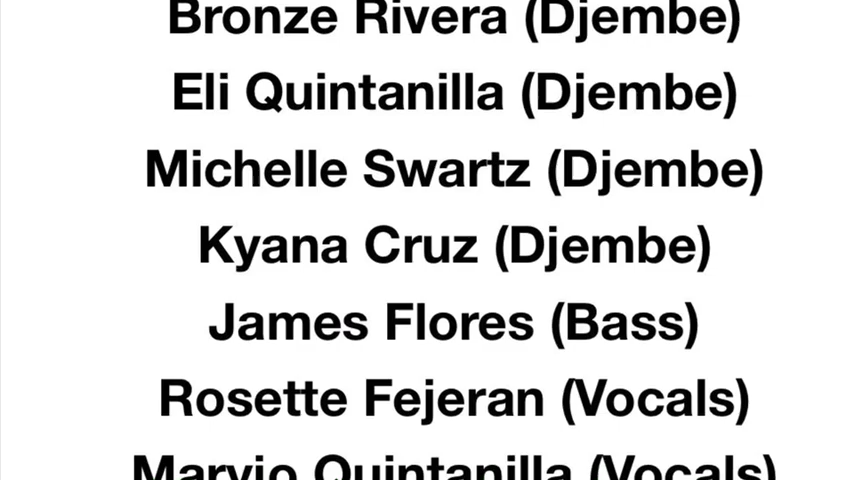 Bronze Rivera (Djembe)
Eli Quintanilla (Djembe)
Michelle Swartz (Djembe)
Kyana Cruz (Djembe)
James Flores (Bass)
Rosette Fejeran (Vocals)
Quintanilla (Vocals)